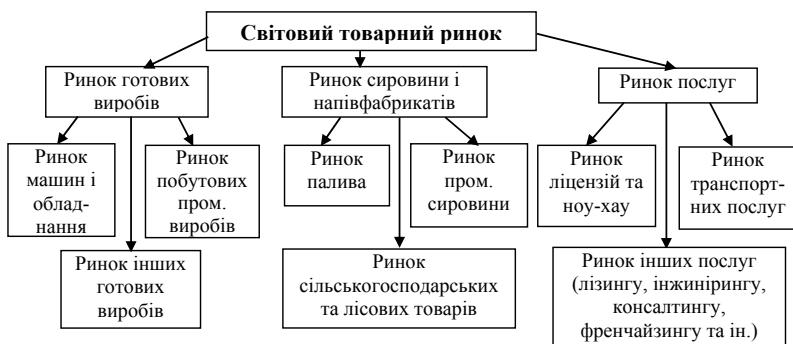 Світовий товарний ринок
Ринок готових
виробів
Ринок сировини і
напівфабрикатів
Ринок послуг
Ринок
машин і
облад-
нання
Ринок
побутових
пром.
виробів
Ринок
палива
Ринок
пром.
сировини
Ринок
ліцензій та
ноу-хау
Ринок
транспорт-
них послуг
Ринок інших
готових
виробів
Ринок
сільськогосподарських
та лісових товарів
Ринок інших послуг
(лізингу, інжинірингу,
консалтингу,
френчайзингу та ін.)